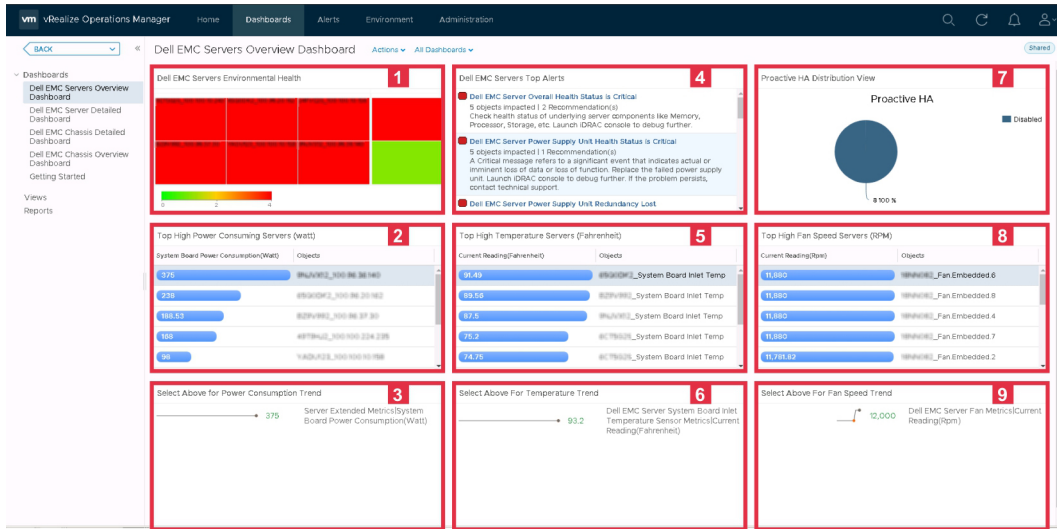 vm vRealize Operations Manager Home Dashboards Alerts Environment Administration
BACK
Dell EMC Servers Overview Dashboard Actions All Dashboards Shared
Dashboards
Dell EMC Servers Overview
Dashboard
Dell EMC Server Detailed
Dashboard
Dell EMC Chassis Detailed
Dashboard
Dell EMC Chassis Overview
Dashboard
Getting Started
Views
Reports
Dell EMC Servers Environmental Health 1
0 2 4
Top High Power Consuming Servers (watt) 2
System Board Power Consumption(Watt) Objects
375
238
188.53
188
96
Select Above for Power Consumption Trend 3
375
Server Extended Metrics|System
Board Power Consumption(Watt)
Dell EMC Servers Top Alerts 4
Dell EMC Server Overall Health Status is Critical
5 objects impacted | 2 Recommendation(s)
Check health status of underlying server components like Memory,
Processor, Storage, etc. Launch iDRAC console to debug further.
Dell EMC Server Power Supply Unit Health Status is Critical
5 objects impacted | 1 Recommendation(s)
A Critical message refers to a significant event that indicates actual or
imminent loss of data or loss of function. Replace the failed power supply
unit. Launch iDRAC console to debug further. If the problem persists,
contact technical support.
Dell EMC Server Power Supply Unit Redundancy Lost
Top High Temperature Servers (Fahrenheit) 5
Current Reading(Fahrenheit) Objects
91.49 _System Board Inlet Temp
89.56 _System Board Inlet Temp
87.5 _System Board Inlet Temp
75.2 _System Board Inlet Temp
74.75 _System Board Inlet Temp
Select Above For Temperature Trend 6
93.2
Dell EMC Server System Board Inlet
Temperature Sensor Metrics|Current
Reading(Fahrenheit)
Proactive HA Distribution View 7
Proactive HA
Disabled
8 100 %
Top High Fan Speed Servers (RPM) 8
Current Reading(Rpm) Objects
11,880 _Fan.Embedded.6
11,880 _Fan.Embedded.8
11,880 _Fan.Embedded.4
11,880 _Fan.Embedded.7
11,781.82 _Fan.Embedded.2
Select Above For Fan Speed Trend 9
12,000
Dell EMC Server Fan Metrics|Current
Reading(Rpm)